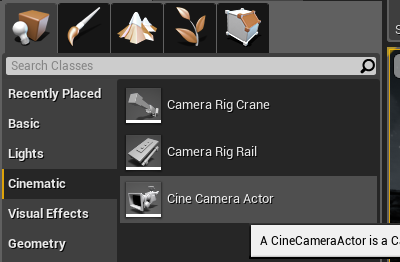 Search Classes
Recently Placed
Basic
Lights
Cinematic
Visual Effects
Geometry
Camera Rig Crane
Camera Rig Rail
Cine Camera Actor
A CineCameraActor is a